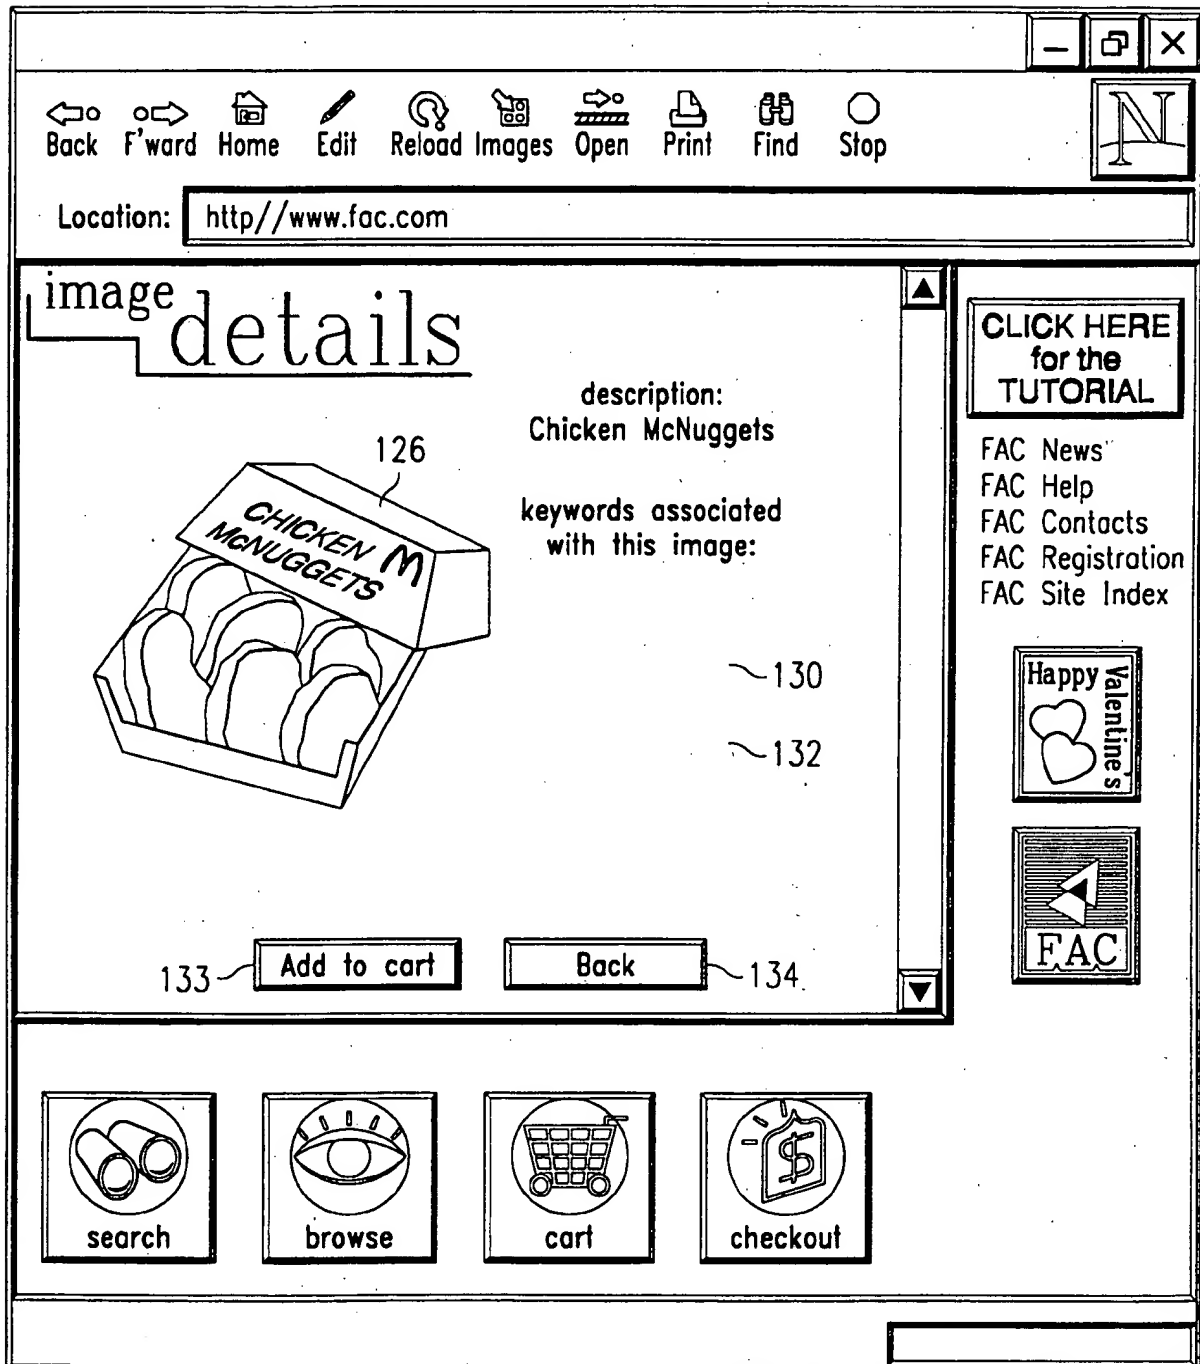 Back F'ward Home Edit Reload Images Open Print Find Stop
N
Location: http//www.fac.com
image
details
description:
Chicken McNuggets
126
CHICKEN
McNUGGETS
keywords associated
with this image:
130
132
133 Add to cart Back 134
CLICK HERE
for the
TUTORIAL
FAC News
FAC Help
FAC Contacts
FAC Registration
FAC Site Index
Happy
Valentine's
FAC
search browse cart checkout